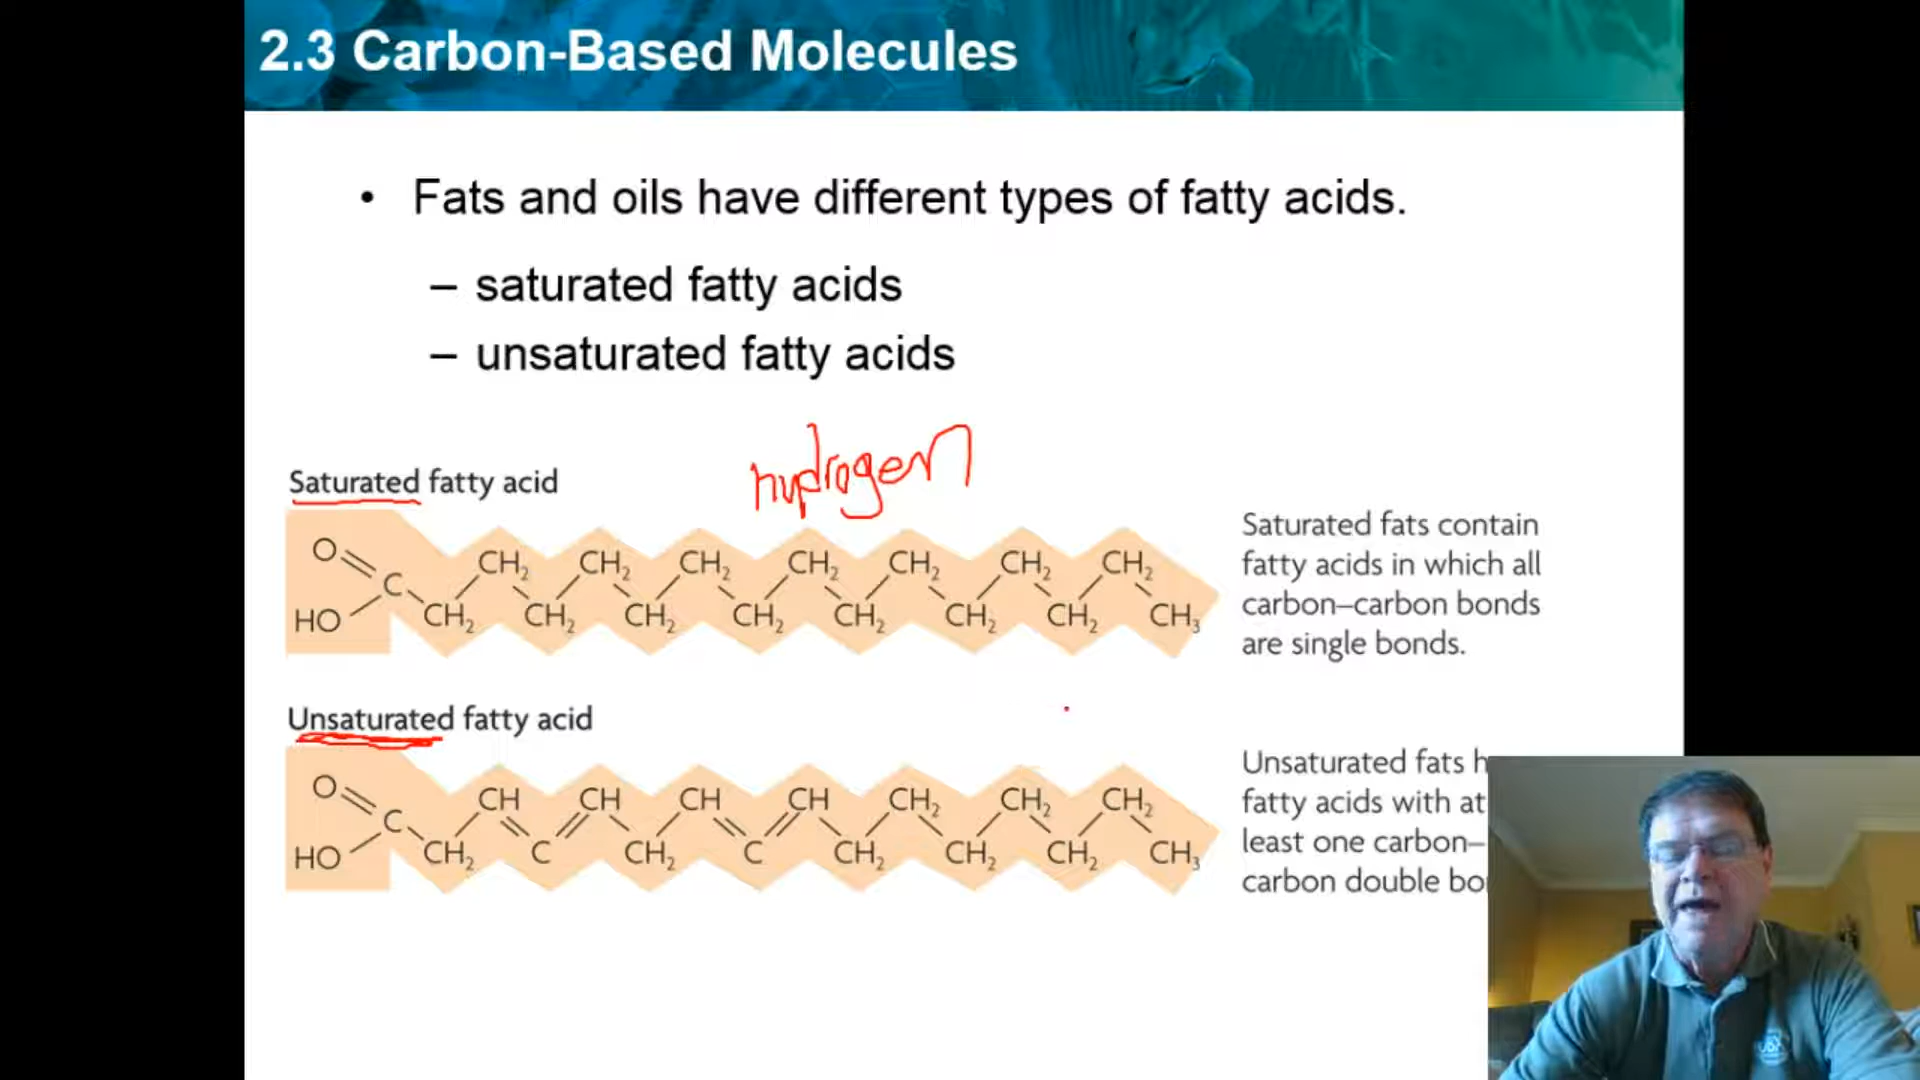 2.3 Carbon-Based Molecules
• Fats and oils have different types of fatty acids.
– saturated fatty acids
– unsaturated fatty acids
hydrogen
Saturated fatty acid
O
C
HO
CH2 CH2 CH2 CH2 CH2 CH2 CH2
CH2 CH2 CH2 CH2 CH2 CH2 CH2 CH3
Saturated fats contain
fatty acids in which all
carbon–carbon bonds
are single bonds.
Unsaturated fatty acid
O
C
HO
CH CH CH CH CH2 CH2 CH2
CH2 C CH2 C CH2 CH2 CH2 CH3
Unsaturated fats
fatty acids with at
least one carbon–
carbon double